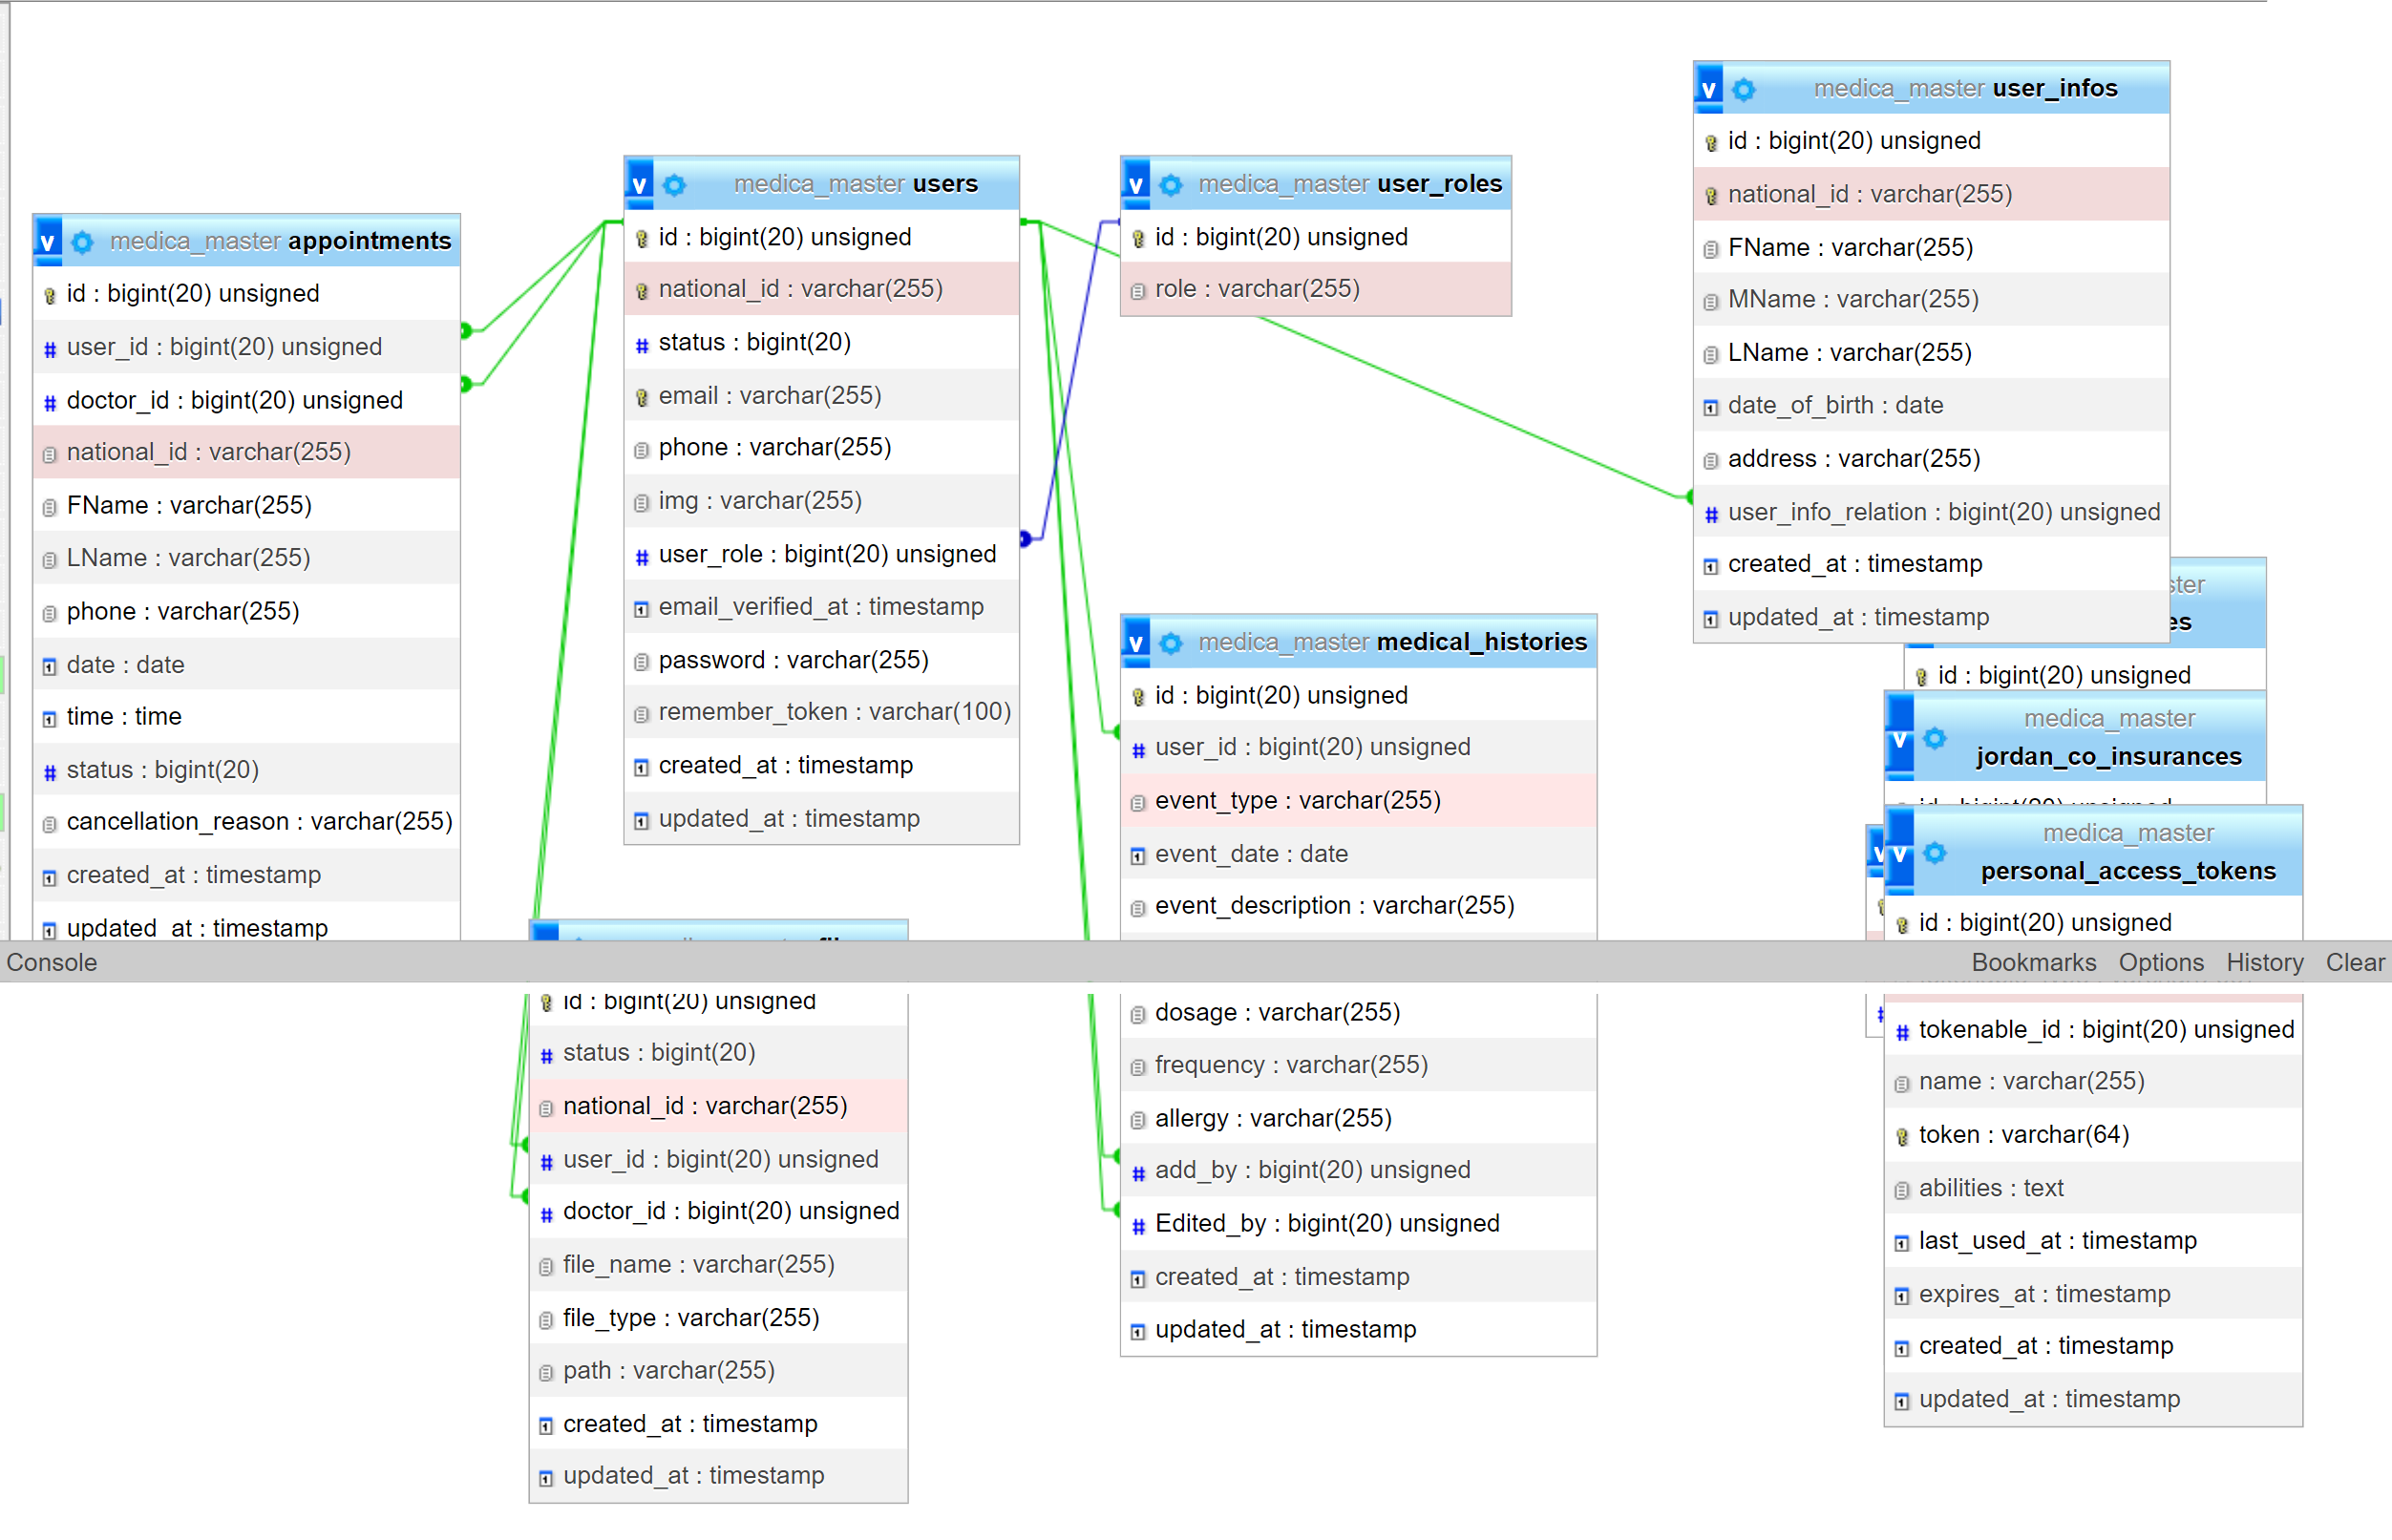 medica_master appointments
id : bigint(20) unsigned
user_id : bigint(20) unsigned
doctor_id : bigint(20) unsigned
national_id : varchar(255)
FName : varchar(255)
LName : varchar(255)
phone : varchar(255)
date : date
time : time
status : bigint(20)
cancellation_reason : varchar(255)
created_at : timestamp
updated_at : timestamp
medica_master users
id : bigint(20) unsigned
national_id : varchar(255)
status : bigint(20)
email : varchar(255)
phone : varchar(255)
img : varchar(255)
user_role : bigint(20) unsigned
email_verified_at : timestamp
password : varchar(255)
remember_token : varchar(100)
created_at : timestamp
updated_at : timestamp
medica_master user_roles
id : bigint(20) unsigned
role : varchar(255)
medica_master user_infos
id : bigint(20) unsigned
national_id : varchar(255)
FName : varchar(255)
MName : varchar(255)
LName : varchar(255)
date_of_birth : date
address : varchar(255)
user_info_relation : bigint(20) unsigned
created_at : timestamp
updated_at : timestamp
ster
es
id : bigint(20) unsigned
medica_master
jordan_co_insurances
id : bigint(20) unsigned
medica_master
personal_access_tokens
id : bigint(20) unsigned
medica_master medical_histories
id : bigint(20) unsigned
user_id : bigint(20) unsigned
event_type : varchar(255)
event_date : date
event_description : varchar(255)
Console
Bookmarks Options History Clear
id : bigint(20) unsigned
status : bigint(20)
national_id : varchar(255)
user_id : bigint(20) unsigned
doctor_id : bigint(20) unsigned
file_name : varchar(255)
file_type : varchar(255)
path : varchar(255)
created_at : timestamp
updated_at : timestamp
dosage : varchar(255)
frequency : varchar(255)
allergy : varchar(255)
add_by : bigint(20) unsigned
Edited_by : bigint(20) unsigned
created_at : timestamp
updated_at : timestamp
tokenable_id : bigint(20) unsigned
name : varchar(255)
token : varchar(64)
abilities : text
last_used_at : timestamp
expires_at : timestamp
created_at : timestamp
updated_at : timestamp